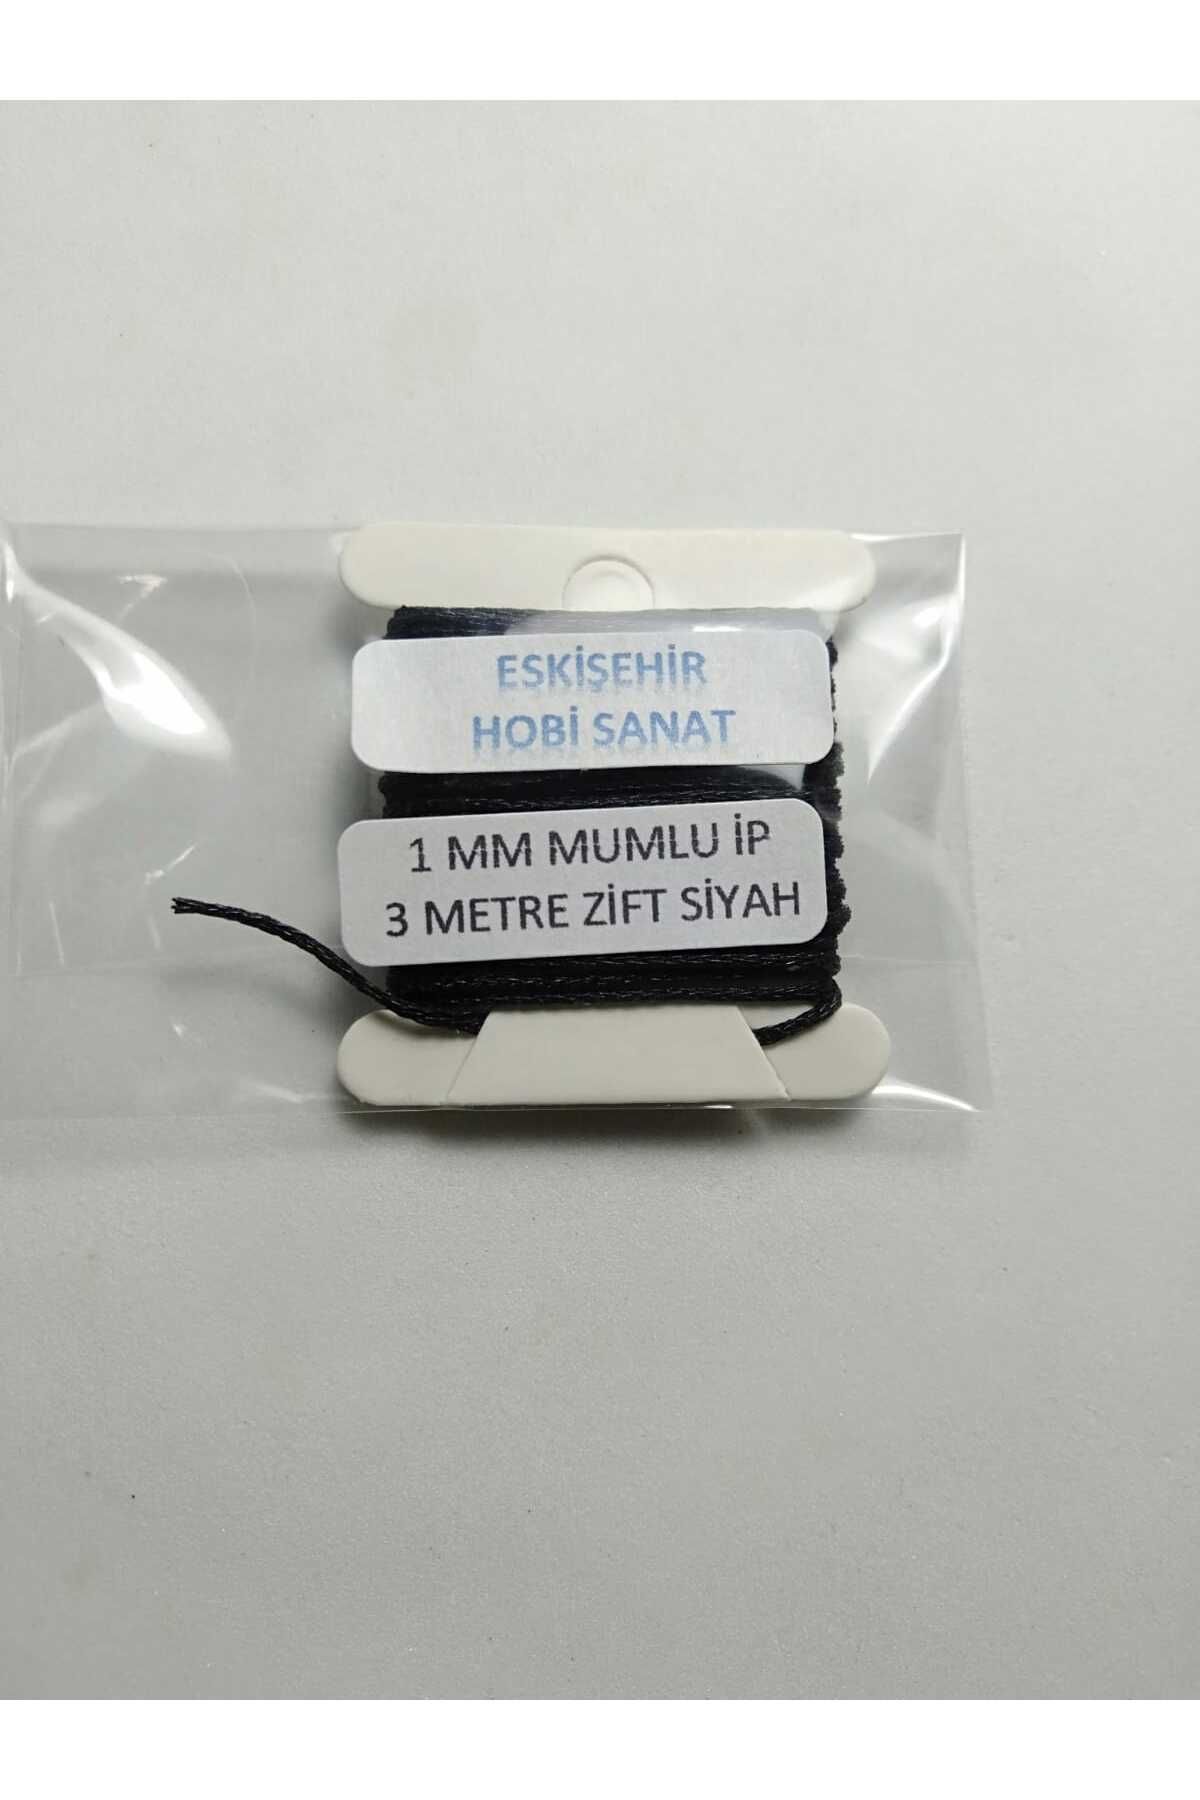 ESKİŞEHİR
HOBİ SANAT
1 MM MUMLU İP
3 METRE ZİFT SİYAH